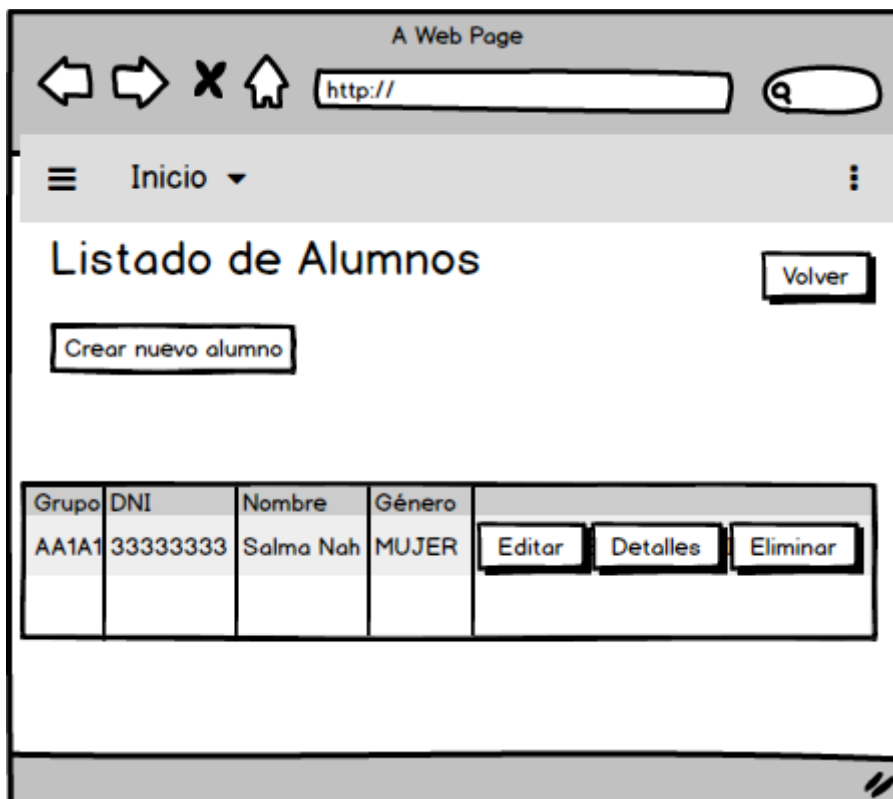 A Web Page
http://
Inicio
Listado de Alumnos
Volver
Crear nuevo alumno
Grupo DNI Nombre Género
AA1A1 33333333 Salma Nah MUJER Editar Detalles Eliminar